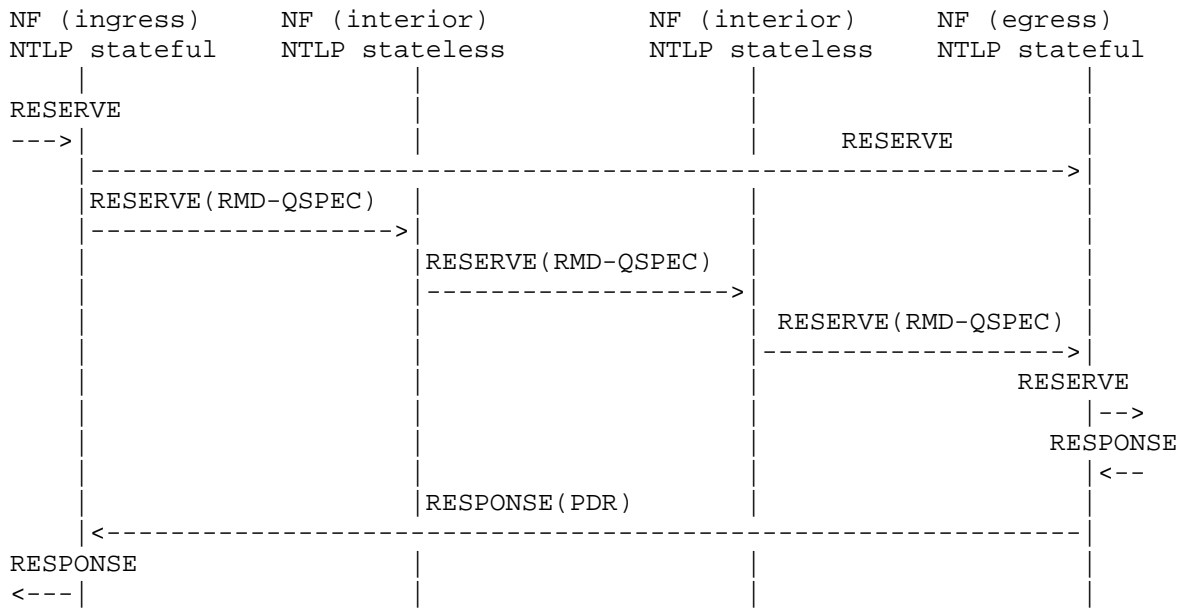 NF (ingress) NF (interior) NF (interior) NF (egress)
NTLP stateful NTLP stateless NTLP stateless NTLP stateful
RESERVE
RESERVE
RESERVE(RMD-QSPEC)
RESERVE(RMD-QSPEC)
RESERVE(RMD-QSPEC)
RESERVE
RESPONSE
RESPONSE(PDR)
RESPONSE